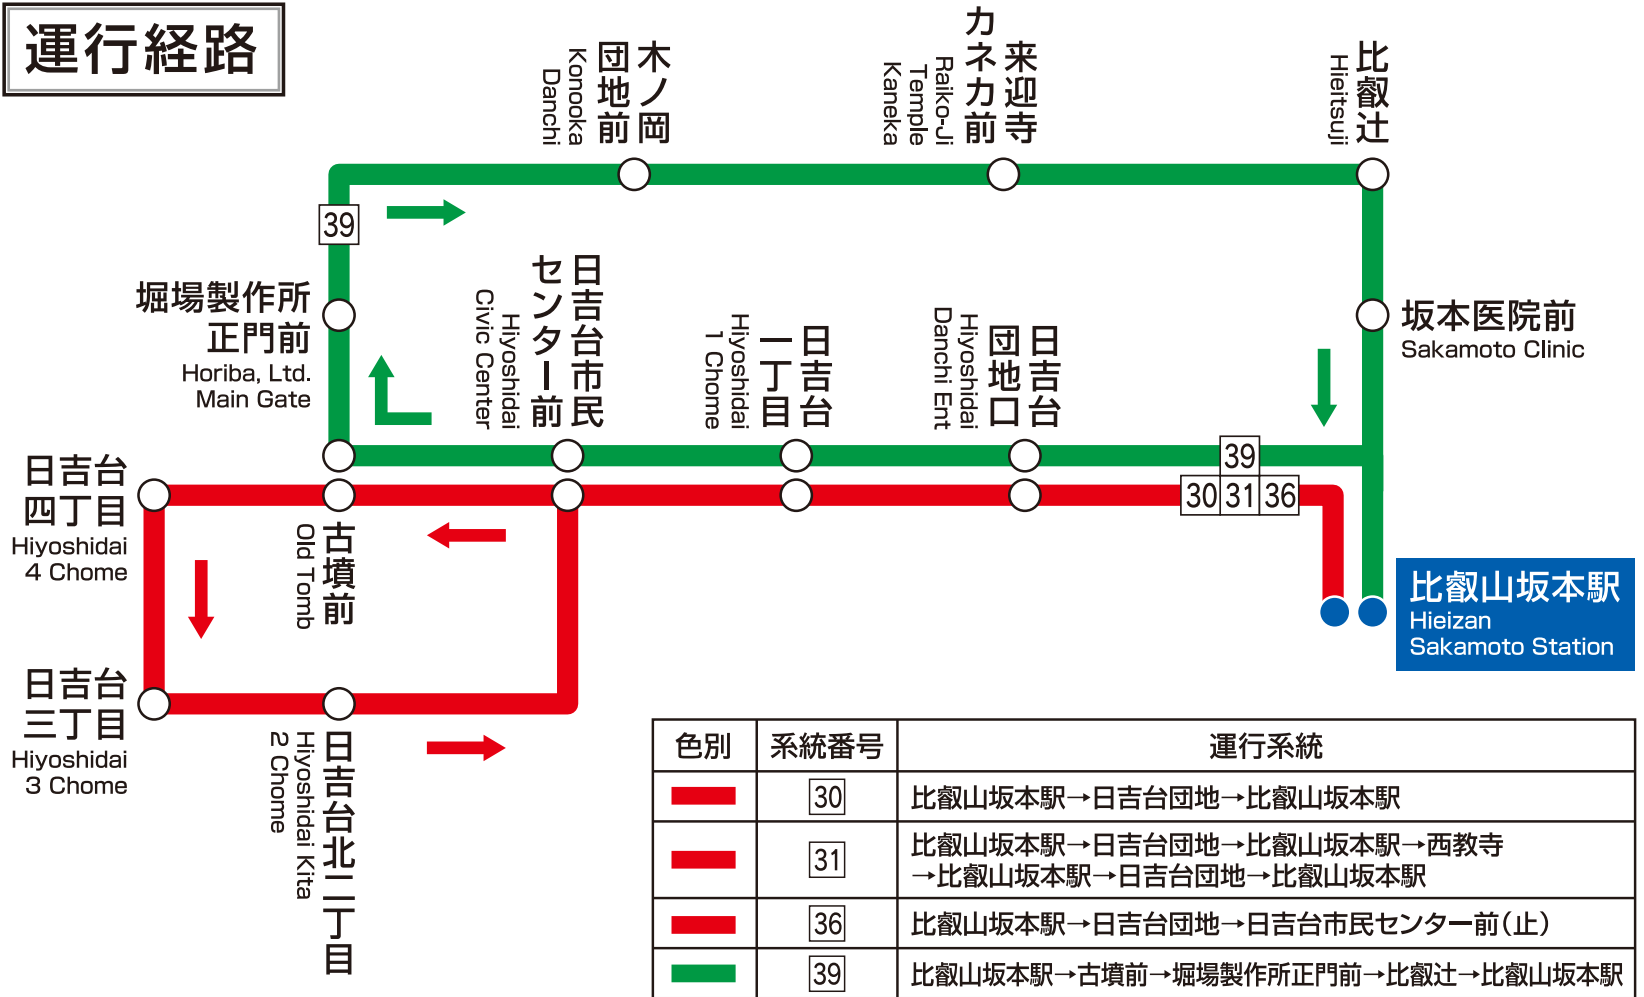 運行経路
木ノ岡
団地前
Konooka
Danchi
来迎寺
カネカ前
Raiko-Ji
Temple
Kaneka
比叡辻
Hieitsuji
39
堀場製作所
正門前
Horiba, Ltd.
Main Gate
日吉台市民
センター前
Hiyoshidai
Civic Center
日吉台
一丁目
Hiyoshidai
1 Chome
日吉台
団地口
Hiyoshidai
Danchi Ent
坂本医院前
Sakamoto Clinic
39
30 31 36
日吉台
四丁目
Hiyoshidai
4 Chome
古墳前
Old Tomb
比叡山坂本駅
Hieizan
Sakamoto Station
日吉台
三丁目
Hiyoshidai
3 Chome
日吉台北二丁目
Hiyoshidai Kita
2 Chome
色別 系統番号 運行系統
30 比叡山坂本駅→日吉台団地→比叡山坂本駅
31 比叡山坂本駅→日吉台団地→比叡山坂本駅→西教寺
→比叡山坂本駅→日吉台団地→比叡山坂本駅
36 比叡山坂本駅→日吉台団地→日吉台市民センター前(止)
39 比叡山坂本駅→古墳前→堀場製作所正門前→比叡辻→比叡山坂本駅